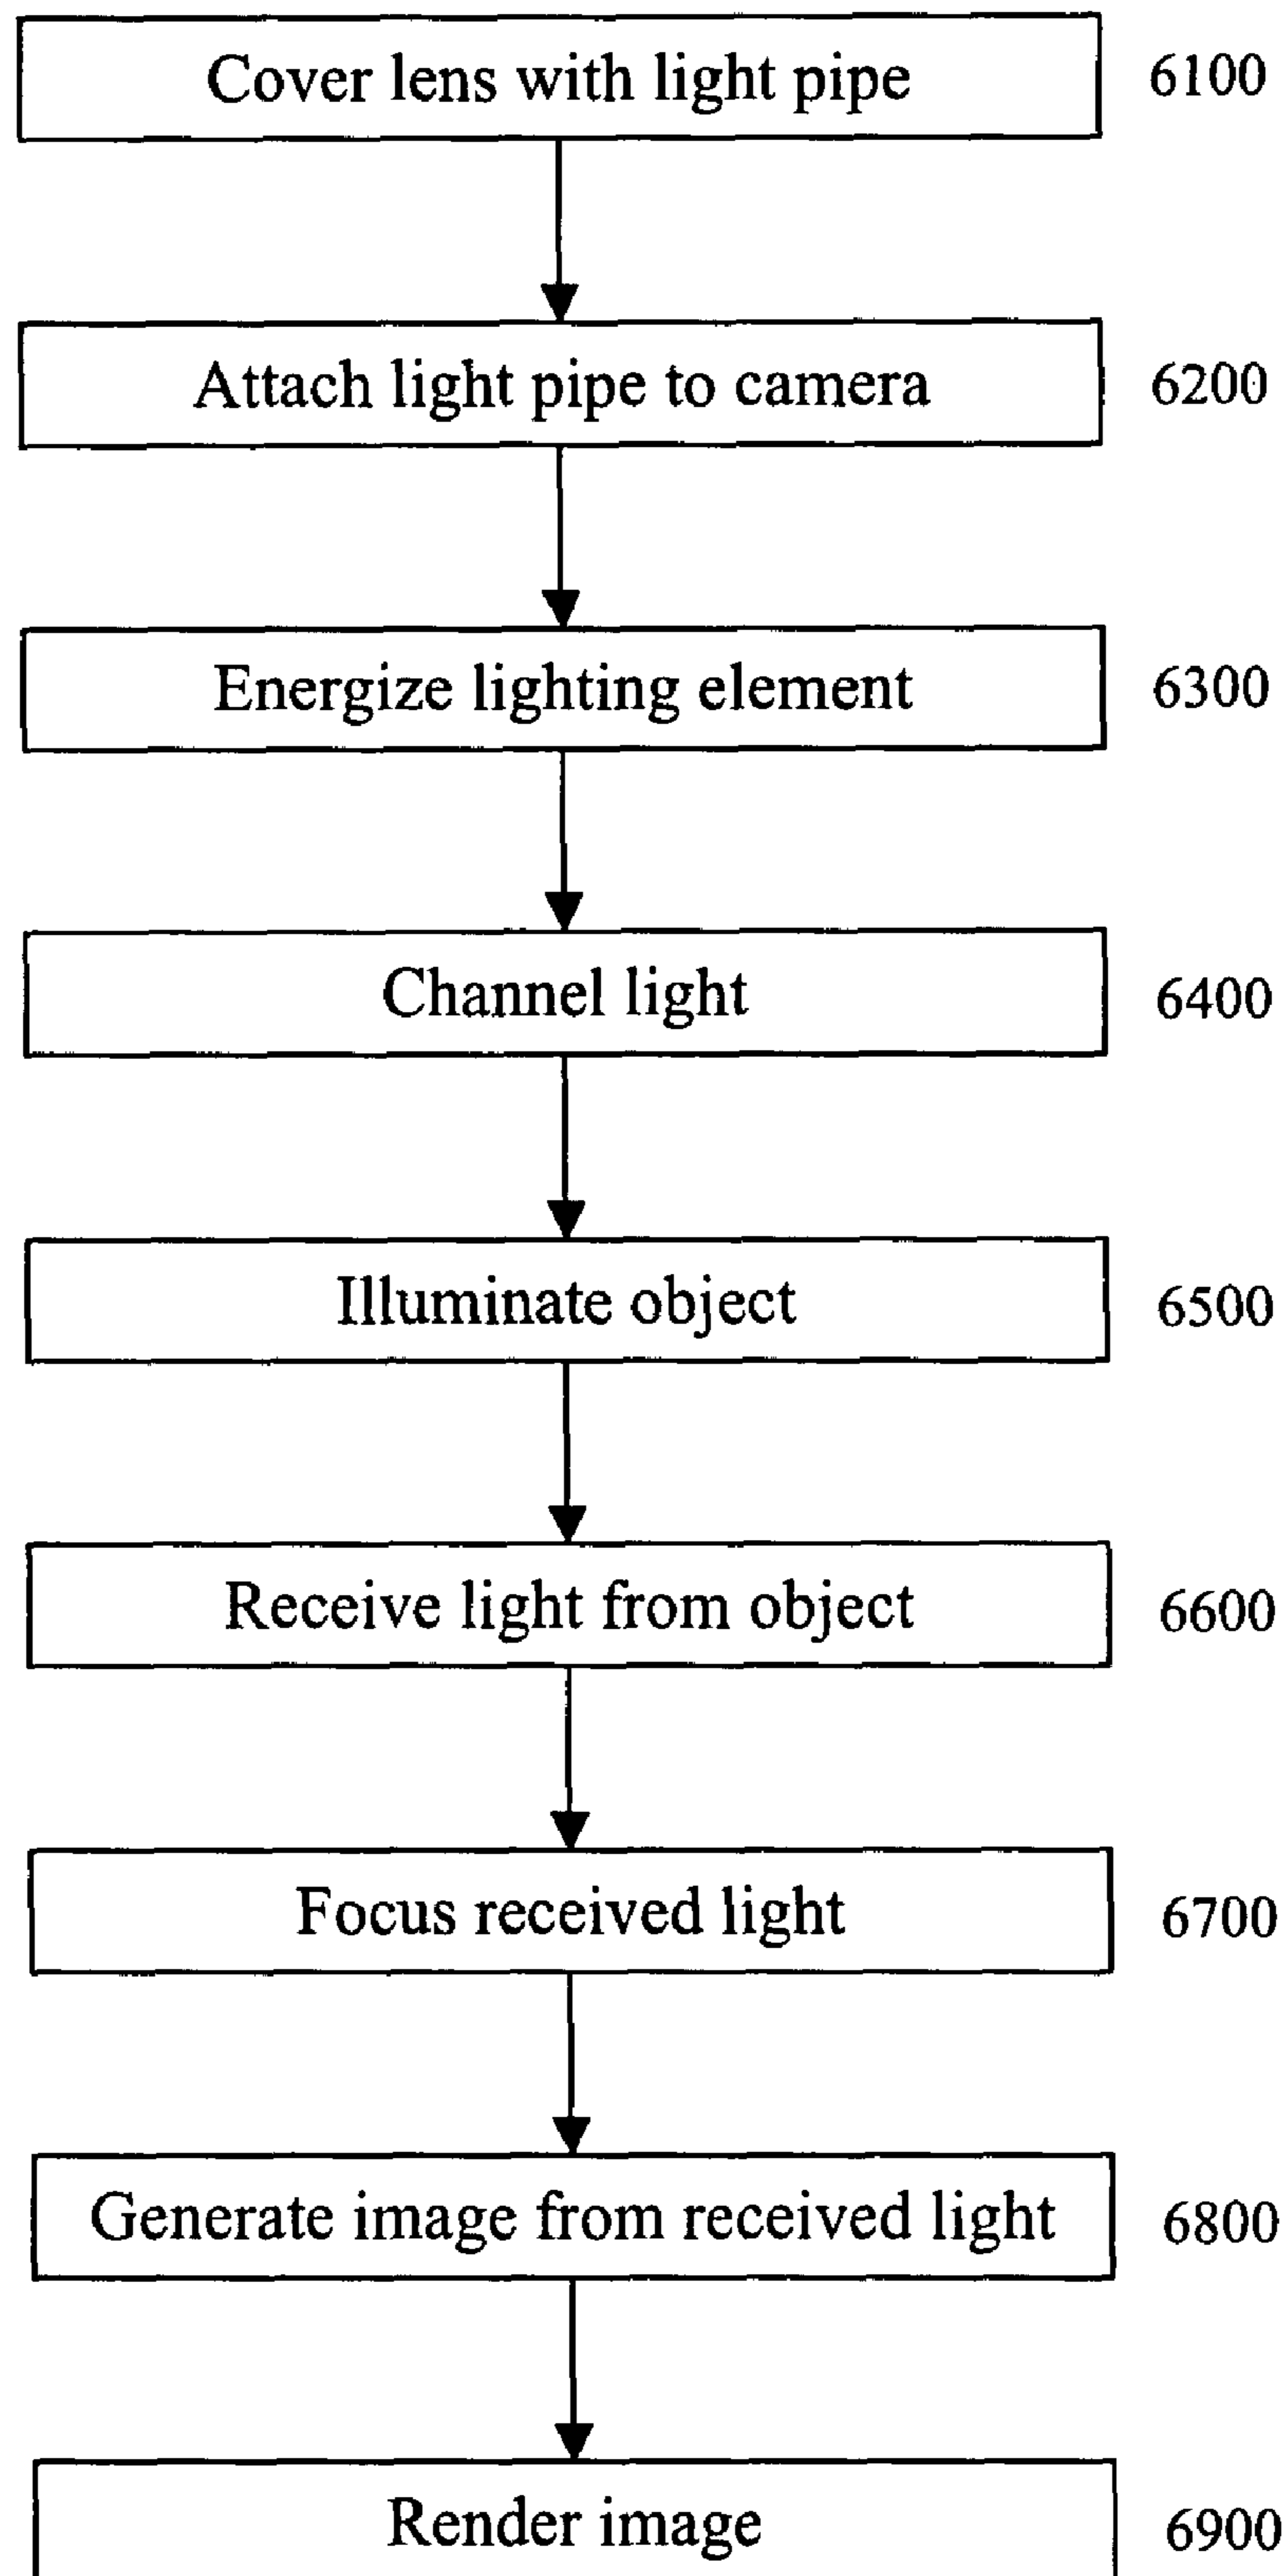 Cover lens with light pipe 6100
Attach light pipe to camera 6200
Energize lighting element 6300
Channel light 6400
Illuminate object 6500
Receive light from object 6600
Focus received light 6700
Generate image from received light 6800
Render image 6900